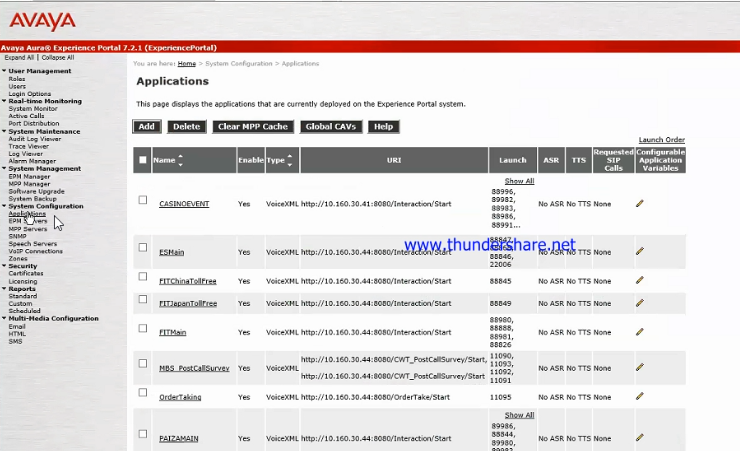 AVAYA
Avaya Aura® Experience Portal 7.2.1 (ExperiencePortal)
Expand All | Collapse All
User Management
Roles
Users
Login Options
Real-time Monitoring
System Monitor
Active Calls
Port Distribution
System Maintenance
Audit Log Viewer
Trace Viewer
Log Viewer
Alarm Manager
System Management
EPM Manager
MPP Manager
Software Upgrade
System Backup
System Configuration
Applications
EPM Servers
MPP Servers
SNMP
Speech Servers
VoIP Connections
Zones
Security
Certificates
Licensing
Reports
Standard
Custom
Scheduled
Multi-Media Configuration
Email
HTML
SMS
You are here: Home > System Configuration > Applications
Applications
This page displays the applications that are currently deployed on the Experience Portal system.
Add Delete Clear MPP Cache Global CAVs Help
Launch Order
Name Enable Type URI Launch ASR TTS Requested SIP Calls Configurable Application Variables
Show All
CASINOEVENT Yes VoiceXML http://10.160.30.41:8080/Interaction/Start 88996, 89982, 88983, 88986, 88991... No ASR No TTS None
www.thundershare.net
ESMain Yes VoiceXML http://10.160.30.44:8080/Interaction/Start 88846, 22006 No ASR No TTS None
FITChinaTollFree Yes VoiceXML http://10.160.30.44:8080/Interaction/Start 88845 No ASR No TTS None
FITJapanTollFree Yes VoiceXML http://10.160.30.44:8080/Interaction/Start 88849 No ASR No TTS None
FITMain Yes VoiceXML http://10.160.30.44:8080/Interaction/Start 88980, 88888, 88981, 88826 No ASR No TTS None
MBS_PostCallSurvey Yes VoiceXML http://10.160.30.44:8080/CWT_PostCallSurvey/Start, http://10.160.30.44:8080/CWT_PostCallSurvey/Start 11090, 11093, 11092, 11091 No ASR No TTS None
OrderTaking Yes VoiceXML http://10.160.30.44:8080/OrderTake/Start 11095 No ASR No TTS None
Show All
PAIZAMAIN Yes VoiceXML http://10.160.30.44:8080/Interaction/Start 89986, 88844, 89980, No ASR No TTS None